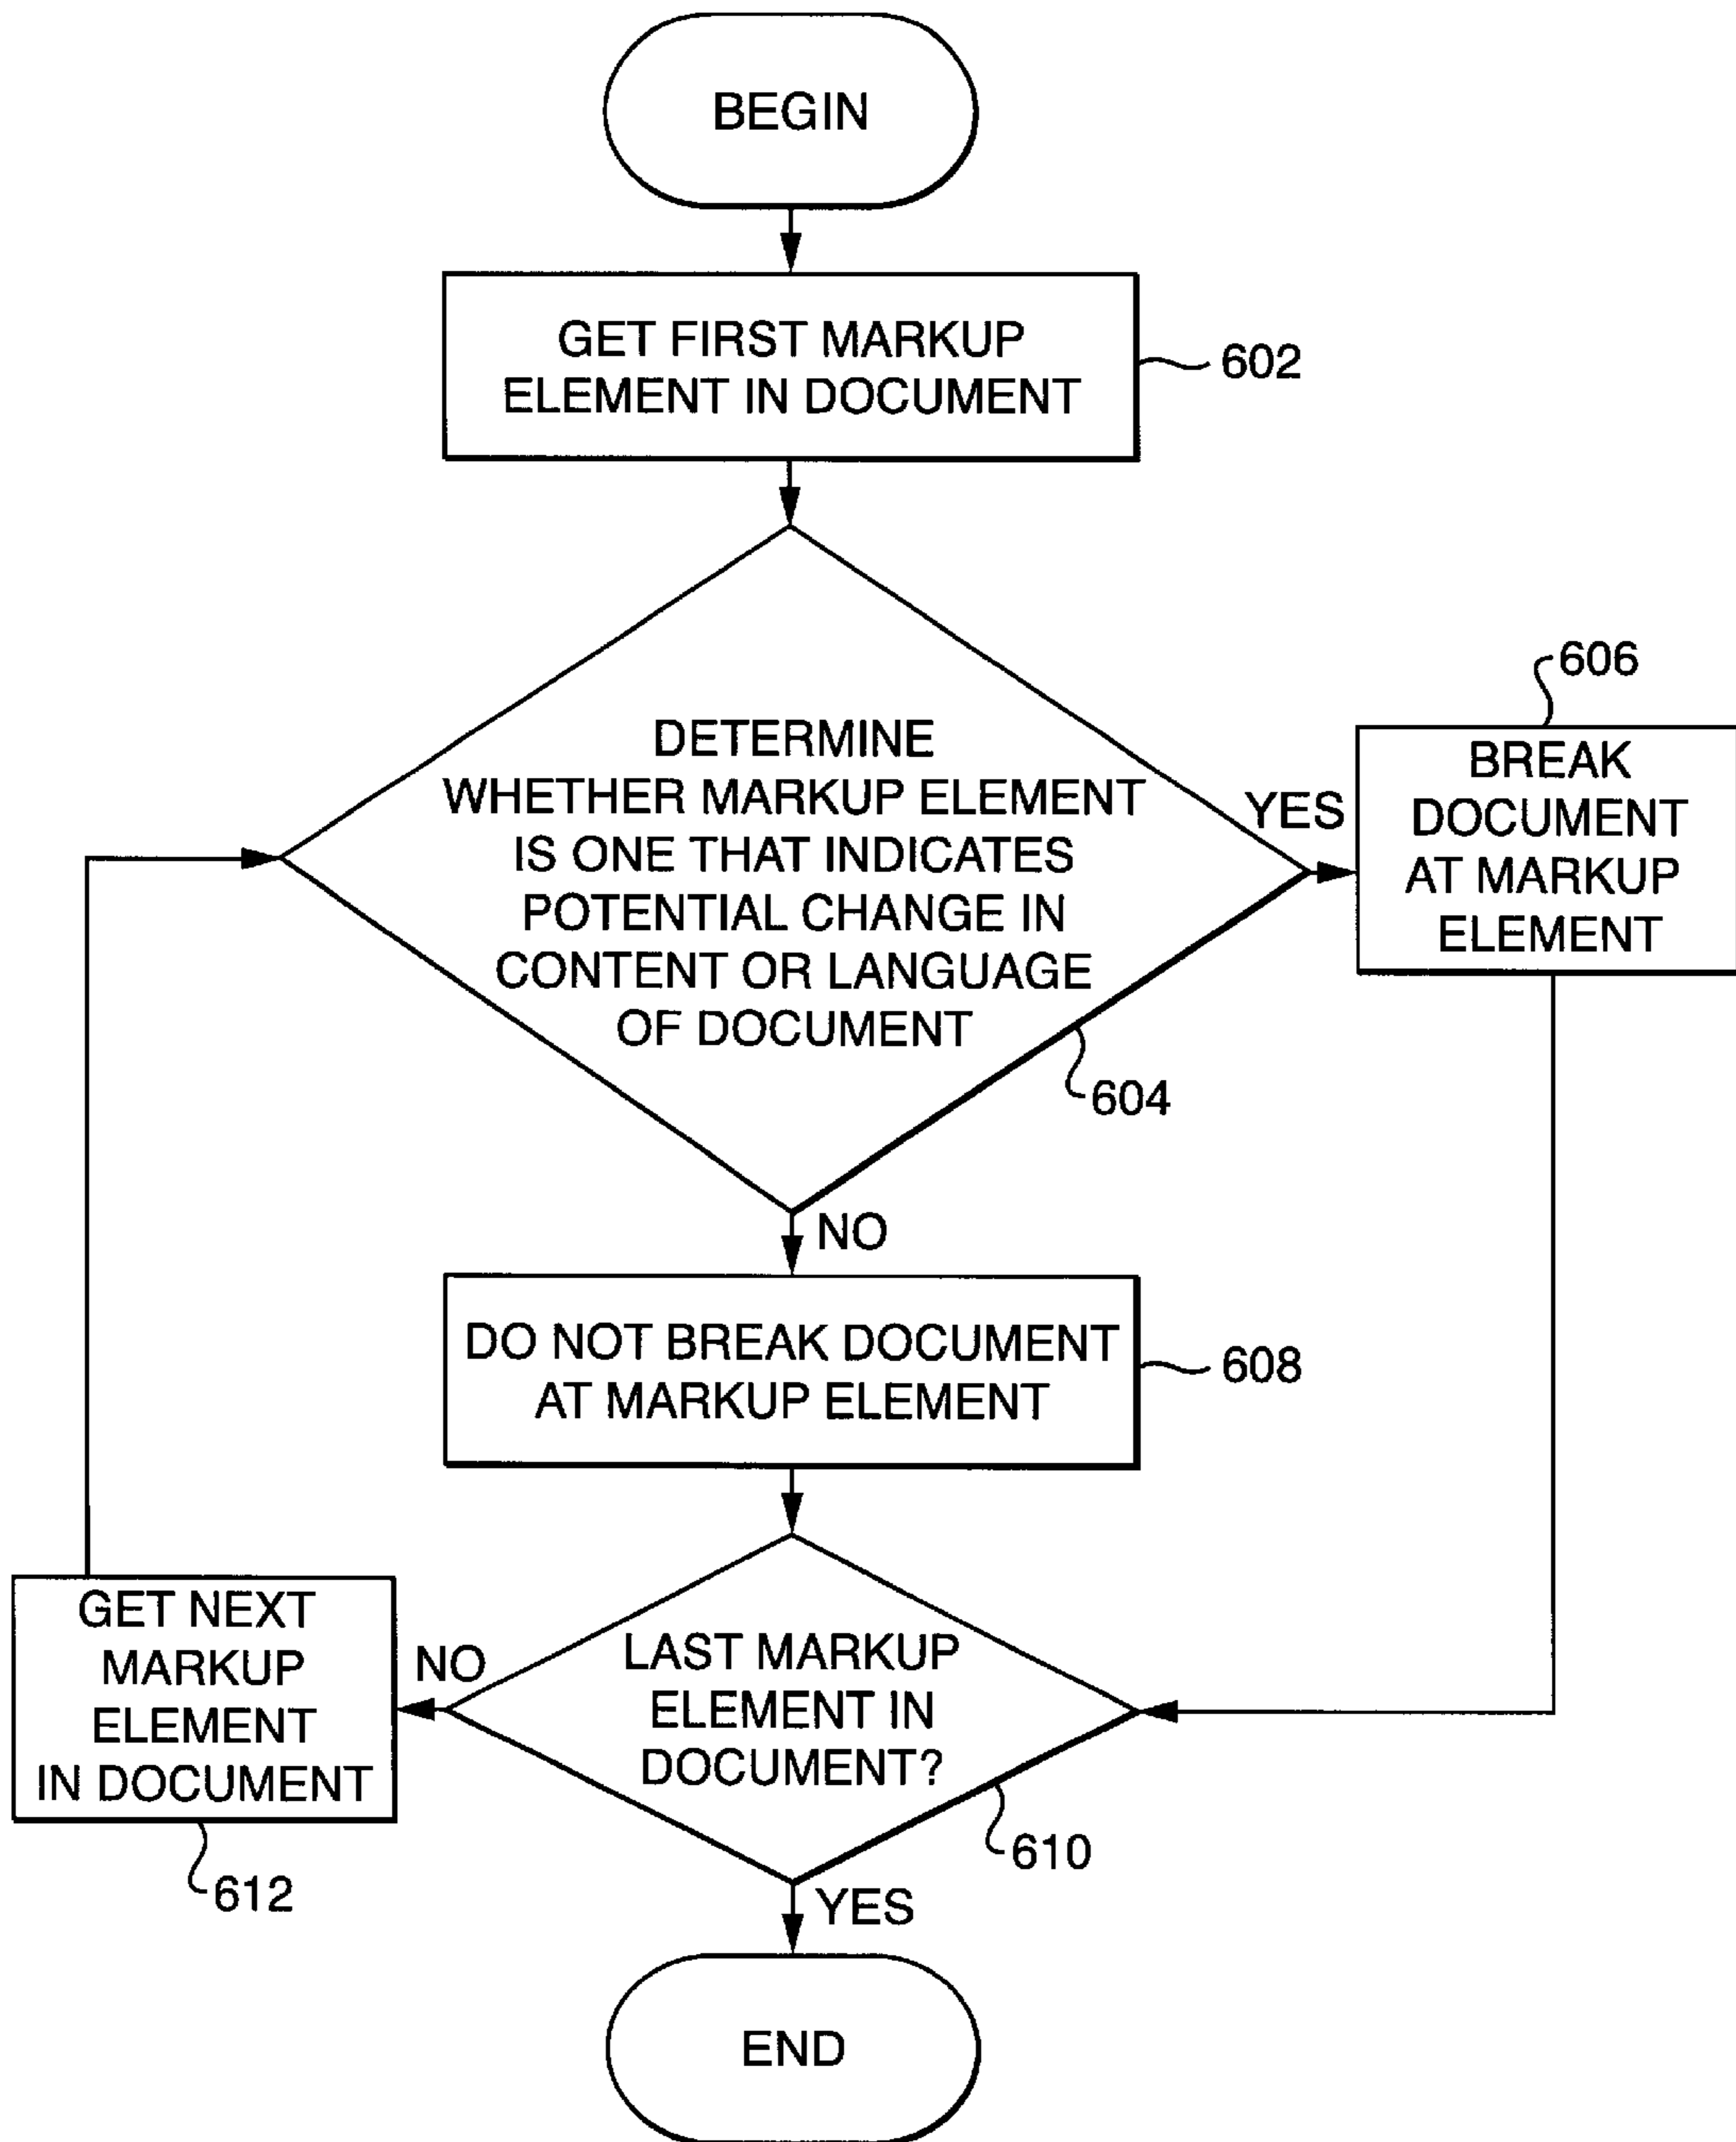 BEGIN
GET FIRST MARKUP
ELEMENT IN DOCUMENT
602
DETERMINE
WHETHER MARKUP ELEMENT
IS ONE THAT INDICATES
POTENTIAL CHANGE IN
CONTENT OR LANGUAGE
OF DOCUMENT
604
YES
606
BREAK
DOCUMENT
AT MARKUP
ELEMENT
NO
DO NOT BREAK DOCUMENT
AT MARKUP ELEMENT
608
LAST MARKUP
ELEMENT IN
DOCUMENT?
610
NO
GET NEXT
MARKUP
ELEMENT
IN DOCUMENT
612
YES
END